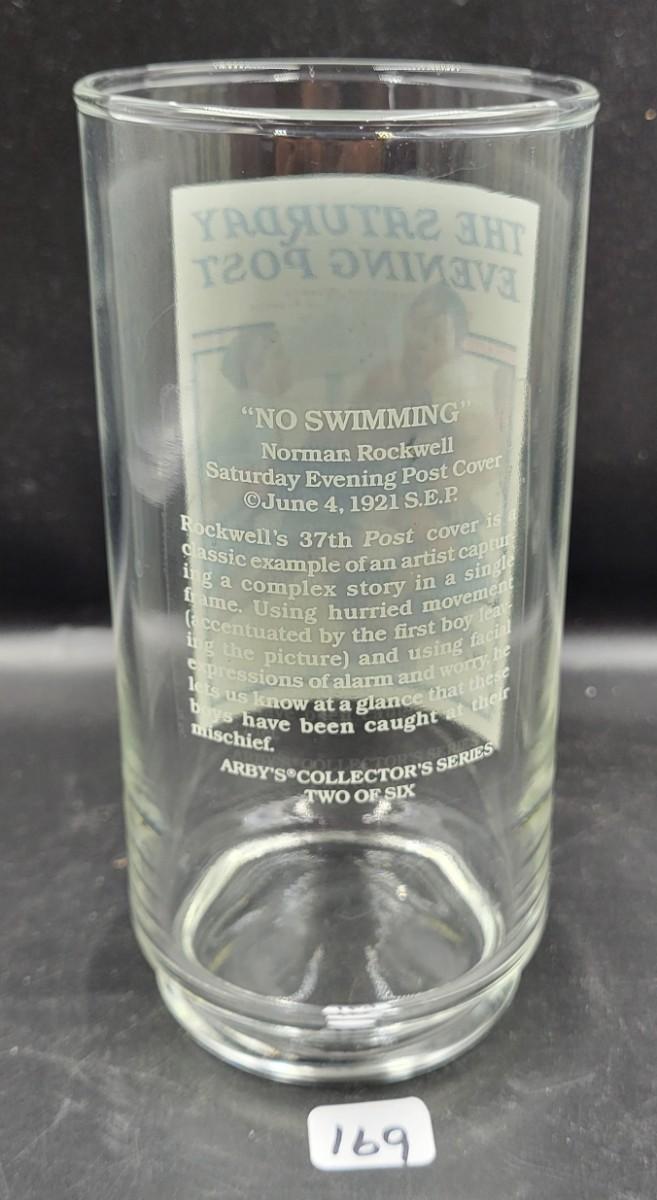 THE SATURDAY
EVENING POST
“NO SWIMMING”
Norman Rockwell
Saturday Evening Post Cover
©June 4, 1921 S.E.P.
Rockwell's 37th Post cover is a
classic example of an artist captur-
ing a complex story in a single
frame. Using hurried movement
(accentuated by the first boy leav-
ing the picture) and using facial
expressions of alarm and worry, he
lets us know at a glance that these
boys have been caught at their
mischief.
COLLECTOR'S SERIES
ARBY'S® COLLECTOR'S SERIES
TWO OF SIX
169